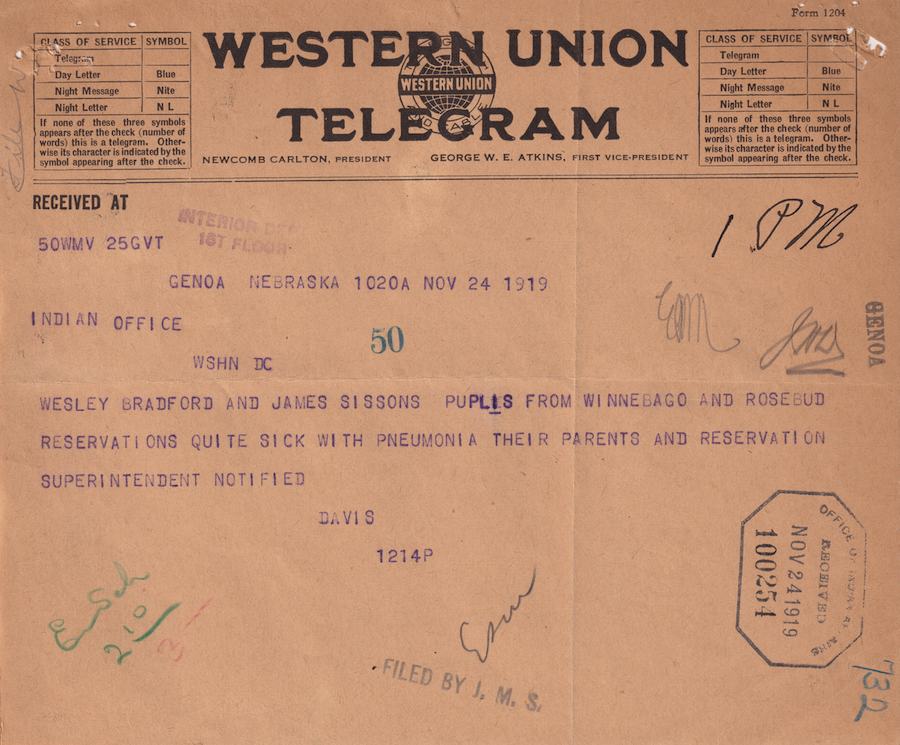 Form 1204
CLASS OF SERVICE SYMBOL
Telegram
Day Letter Blue
Night Message Nite
Night Letter N L
If none of these three symbols
appears after the check (number of
words) this is a telegram. Other-
wise its character is indicated by the
symbol appearing after the check.
WESTERN UNION
WESTERN UNION
TELEGRAM
NEWCOMB CARLTON, PRESIDENT GEORGE W. E. ATKINS, FIRST VICE-PRESIDENT
CLASS OF SERVICE SYMBOL
Telegram
Day Letter Blue
Night Message Nite
Night Letter N L
If none of these three symbols
appears after the check (number of
words) this is a telegram. Other-
wise its character is indicated by the
symbol appearing after the check.
RECEIVED AT
INTERIOR
1ST FLOOR
1 PM
50WMV 25GVT
GENOA NEBRASKA 1020A NOV 24 1919
INDIAN OFFICE
50
GENOA
WSHN DC
WESLEY BRADFORD AND JAMES SISSONS PUPLIS FROM WINNEBAGO AND ROSEBUD
RESERVATIONS QUITE SICK WITH PNEUMONIA THEIR PARENTS AND RESERVATION
SUPERINTENDENT NOTIFIED
DAVIS
1214P
OFFICE OF INDIAN
RECEIVED
NOV 24 1919
100254
FILED BY J. M. S.
732